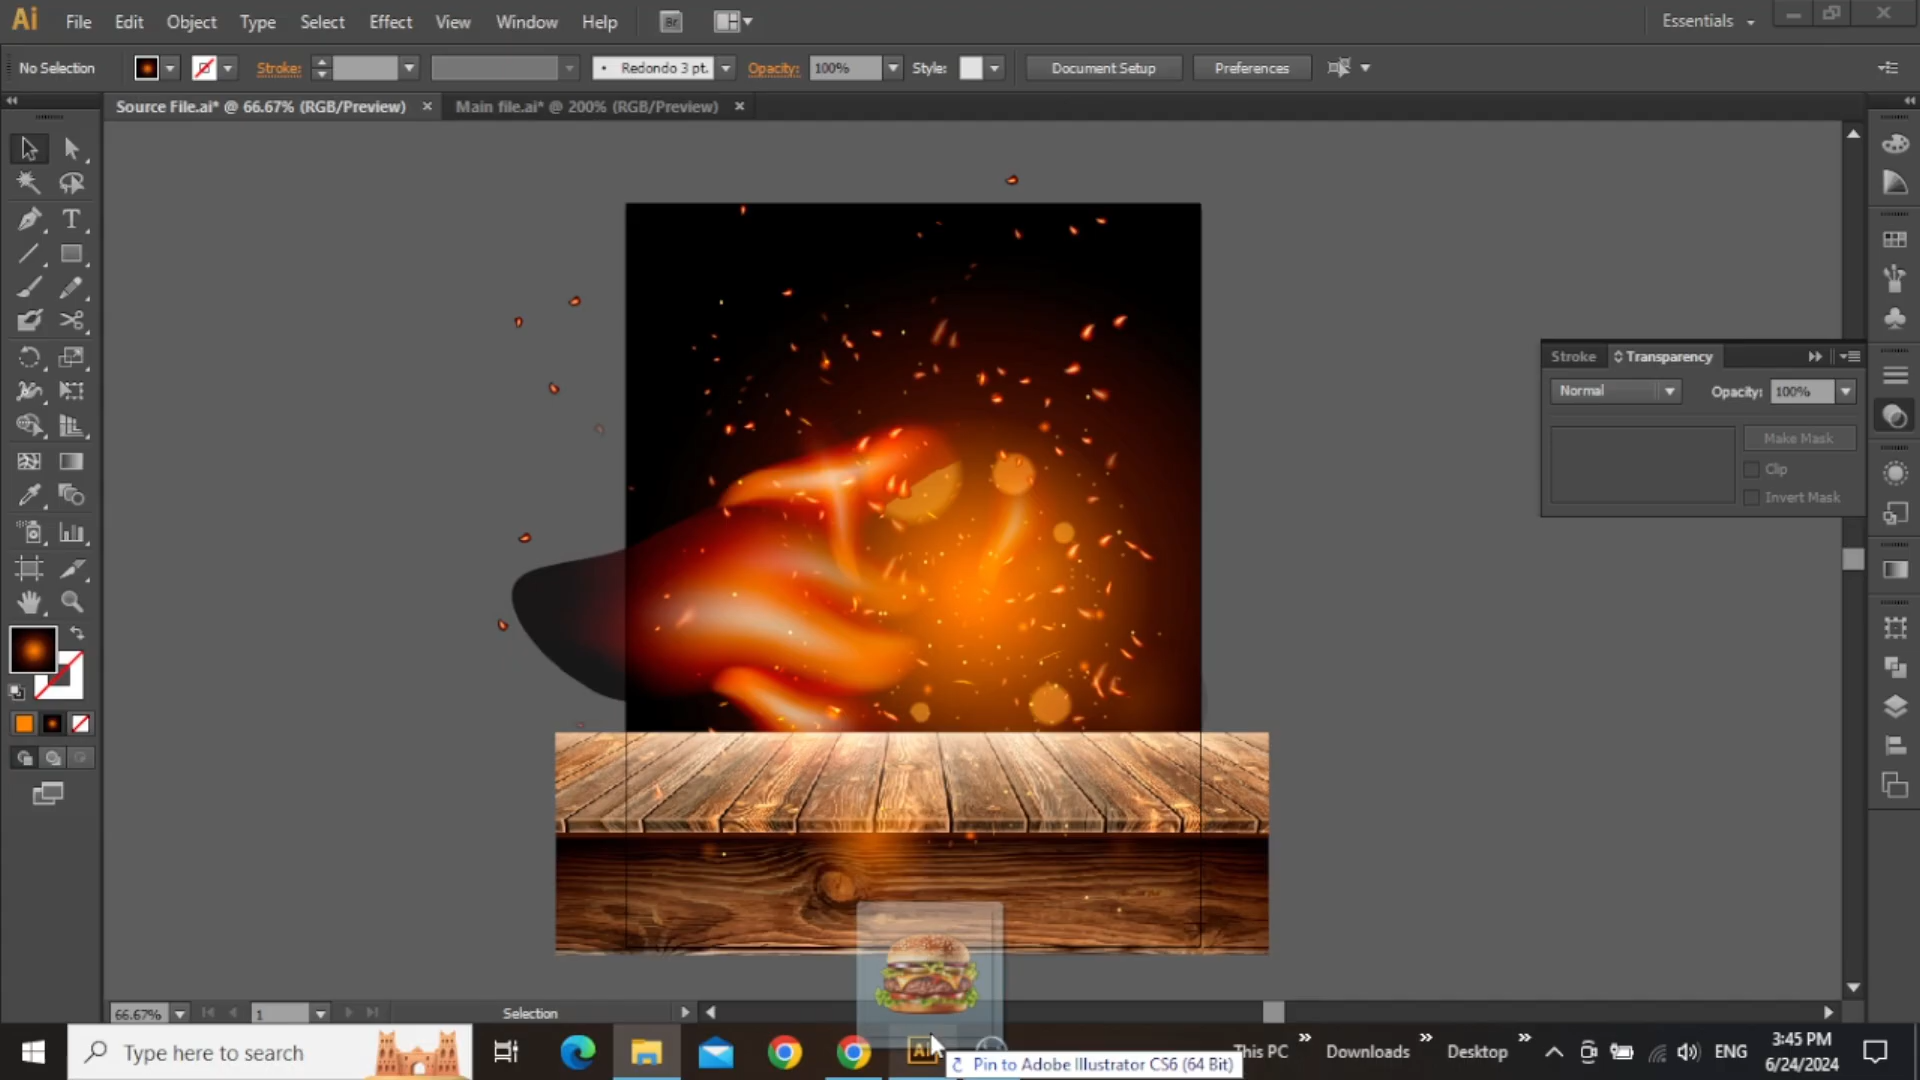 Ai File Edit Object Type Select Effect View Window Help Br Essentials
No Selection Stroke: Redondo 3 pt. Opacity: 100% Style: Document Setup Preferences
Source File.ai* @ 66.67% (RGB/Preview) × Main file.ai* @ 200% (RGB/Preview) ×
Stroke Transparency
Normal Opacity: 100%
Make Mask
Clip
Invert Mask
66.67% 1 Selection
Type here to search Ai This PC Downloads Desktop ENG 3:45 PM
Pin to Adobe Illustrator CS6 (64 Bit) 6/24/2024